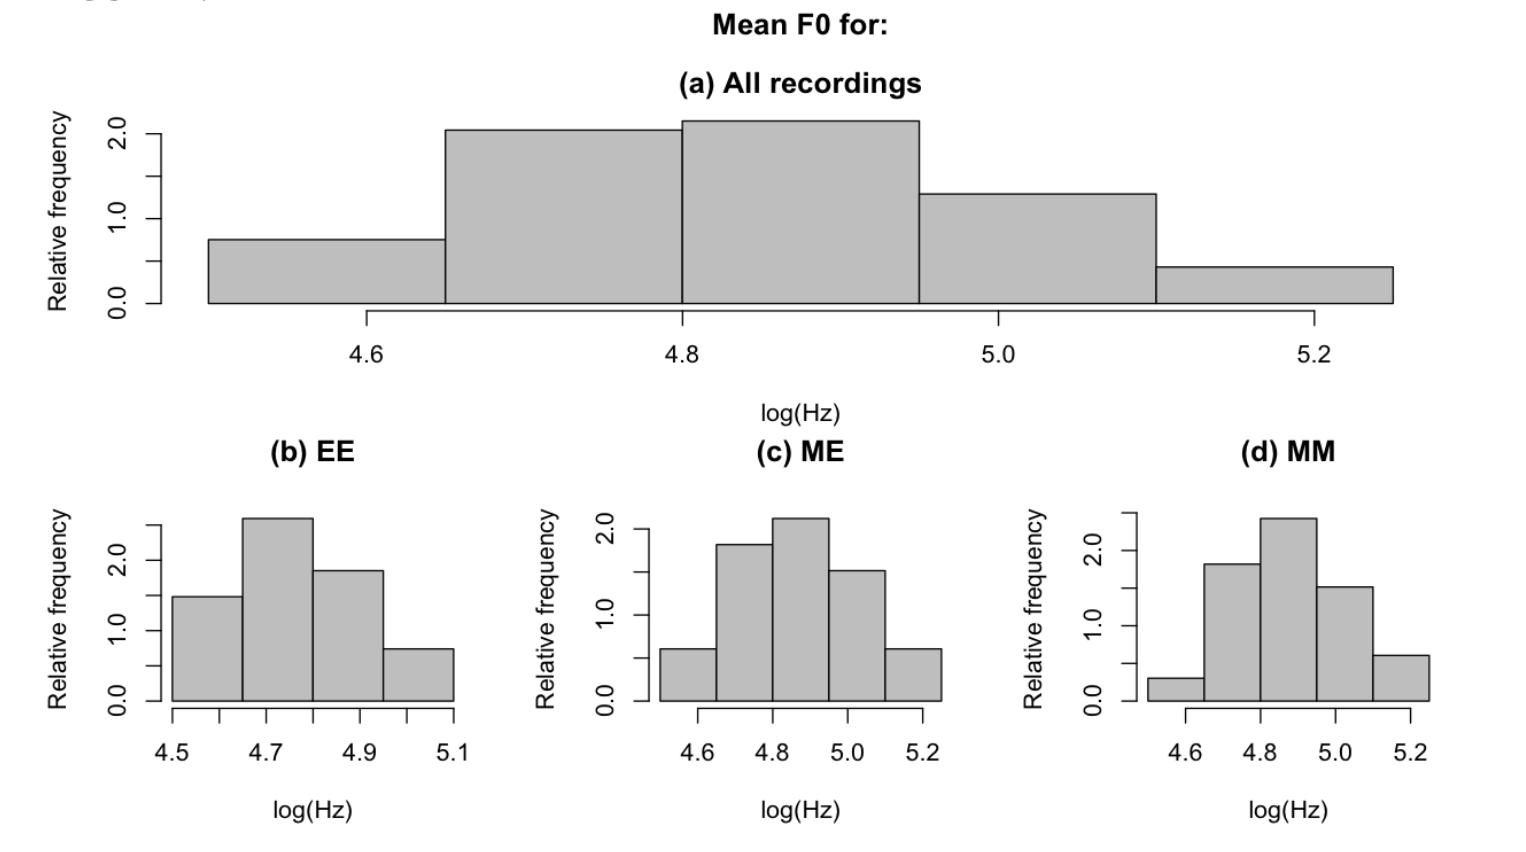 Mean F0 for:
(a) All recordings
Relative frequency
0.0 1.0 2.0
4.6 4.8 5.0 5.2
log(Hz)
(b) EE
Relative frequency
0.0 1.0 2.0
4.5 4.7 4.9 5.1
log(Hz)
(c) ME
Relative frequency
0.0 1.0 2.0
4.6 4.8 5.0 5.2
log(Hz)
(d) MM
Relative frequency
0.0 1.0 2.0
4.6 4.8 5.0 5.2
log(Hz)